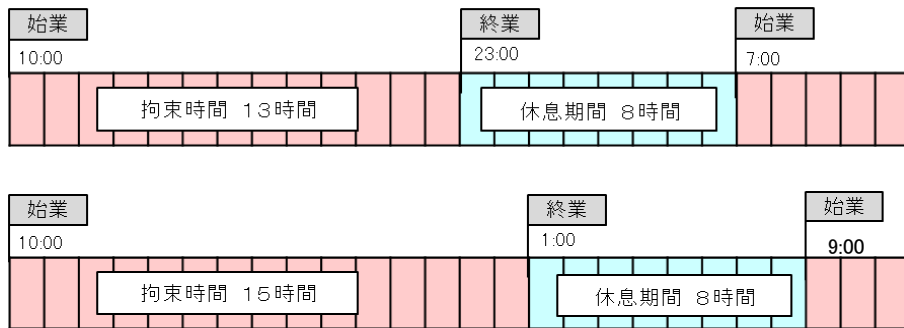 始業 終業 始業
10:00 23:00 7:00
拘束時間 13時間 休息期間 8時間
始業 終業 始業
10:00 1:00 9:00
拘束時間 15時間 休息期間 8時間